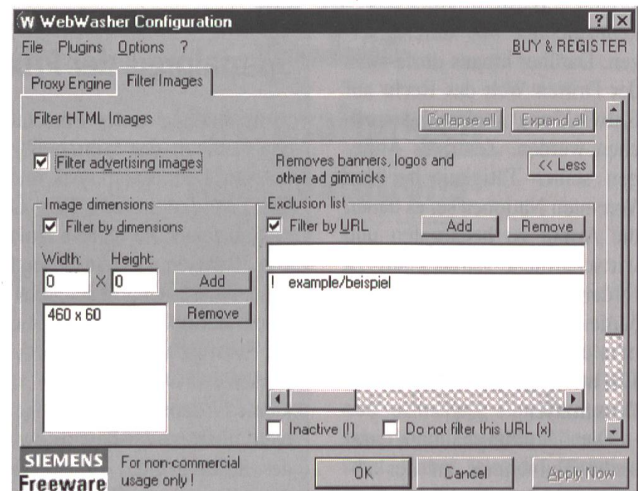 WebWasher Configuration
File Plugins Options ?
BUY & REGISTER
Proxy Engine Filter Images
Filter HTML Images
Collapse all Expand all
Filter advertising images
Removes banners, logos and
other ad gimmicks
<< Less
Image dimensions
Filter by dimensions
Width: Height:
0 X 0 Add
460 x 60 Remove
Exclusion list
Filter by URL Add Remove
! example/beispiel
Inactive (!) Do not filter this URL (x)
SIEMENS
Freeware
For non-commercial
usage only !
OK Cancel Apply Now